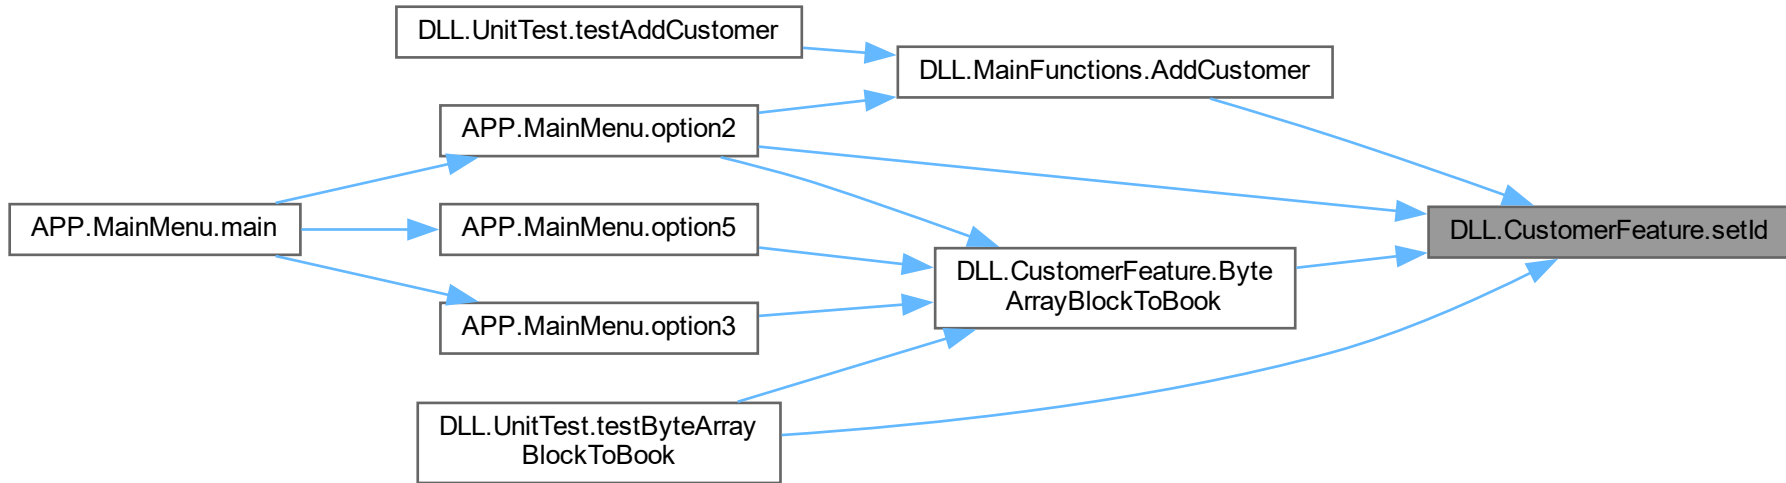 DLL.UnitTest.testAddCustomer
DLL.MainFunctions.AddCustomer
APP.MainMenu.option2
APP.MainMenu.main
APP.MainMenu.option5
DLL.CustomerFeature.setId
DLL.CustomerFeature.Byte
ArrayBlockToBook
APP.MainMenu.option3
DLL.UnitTest.testByteArray
BlockToBook